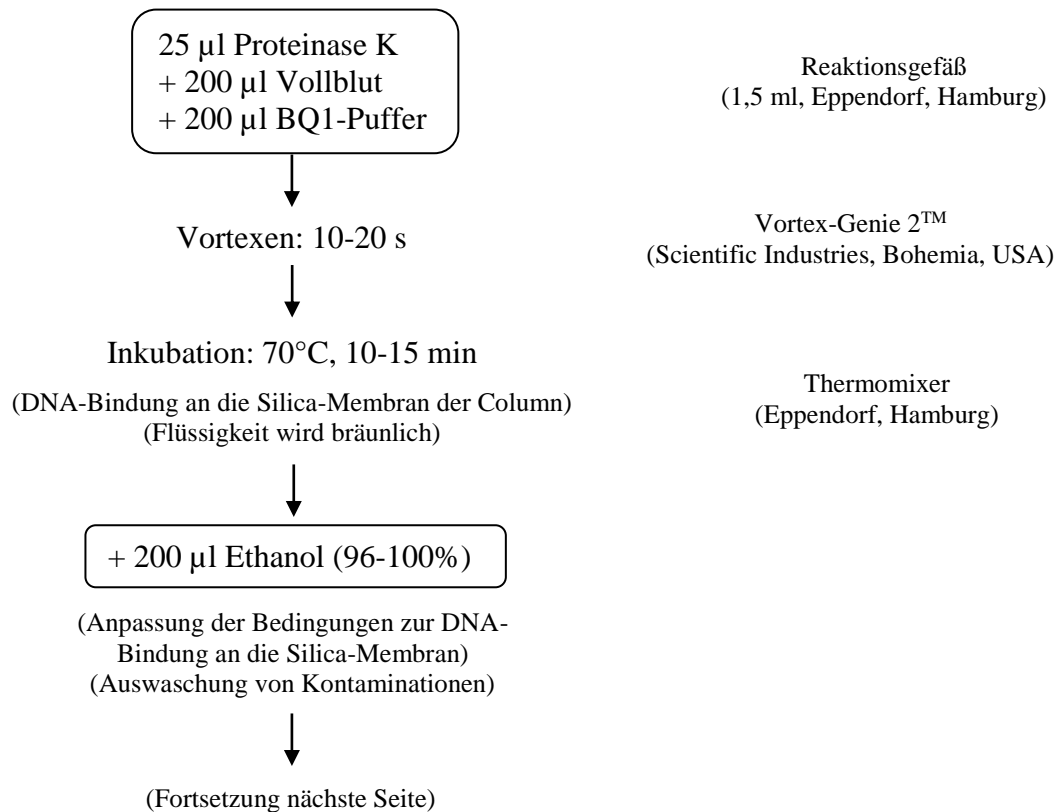 25 µl Proteinase K
+ 200 µl Vollblut
+ 200 µl BQ1-Puffer
Reaktionsgefäß
(1,5 ml, Eppendorf, Hamburg)
Vortexen: 10-20 s
Vortex-Genie 2TM
(Scientific Industries, Bohemia, USA)
Inkubation: 70°C, 10-15 min
(DNA-Bindung an die Silica-Membran der Column)
(Flüssigkeit wird bräunlich)
Thermomixer
(Eppendorf, Hamburg)
+ 200 µl Ethanol (96-100%)
(Anpassung der Bedingungen zur DNA-
Bindung an die Silica-Membran)
(Auswaschung von Kontaminationen)
(Fortsetzung nächste Seite)